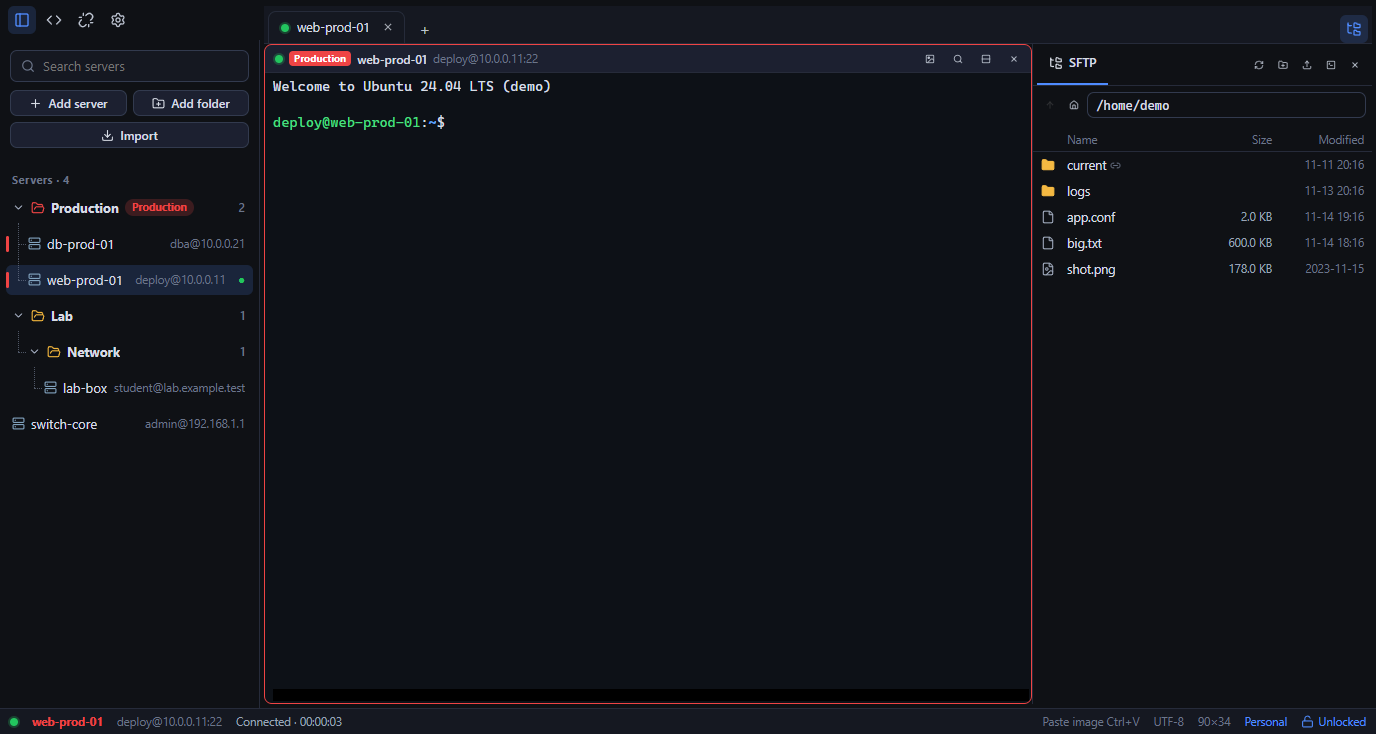 web-prod-01
Search servers
Add server
Add folder
Import
Servers · 4
Production Production 2
db-prod-01 dba@10.0.0.21
web-prod-01 deploy@10.0.0.11
Lab 1
Network 1
lab-box student@lab.example.test
switch-core admin@192.168.1.1
Production web-prod-01 deploy@10.0.0.11:22
Welcome to Ubuntu 24.04 LTS (demo)
deploy@web-prod-01:~$
SFTP
/home/demo
Name Size Modified
current 11-11 20:16
logs 11-13 20:16
app.conf 2.0 KB 11-14 19:16
big.txt 600.0 KB 11-14 18:16
shot.png 178.0 KB 2023-11-15
web-prod-01 deploy@10.0.0.11:22 Connected · 00:00:03 Paste image Ctrl+V UTF-8 90×34 Personal Unlocked